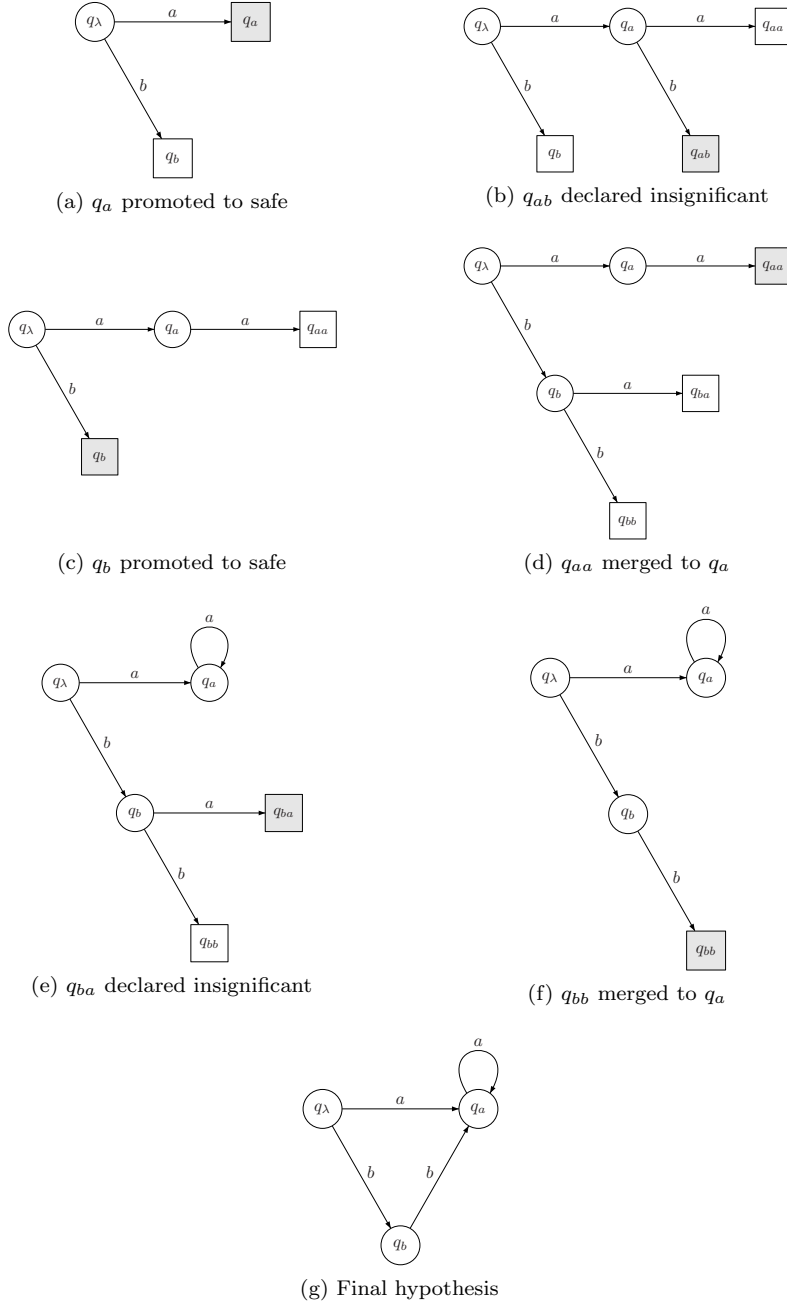 q_λ a q_a
b
q_b
(a) q_a promoted to safe
q_λ a q_a a q_aa
b b
q_b q_ab
(b) q_ab declared insignificant
q_λ a q_a a q_aa
b
q_b
(c) q_b promoted to safe
q_λ a q_a a q_aa
b
q_b a q_ba
b
q_bb
(d) q_aa merged to q_a
a
q_λ a q_a
b
q_b a q_ba
b
q_bb
(e) q_ba declared insignificant
a
q_λ a q_a
b
q_b
b
q_bb
(f) q_bb merged to q_a
a
q_λ a q_a
b b
q_b
(g) Final hypothesis